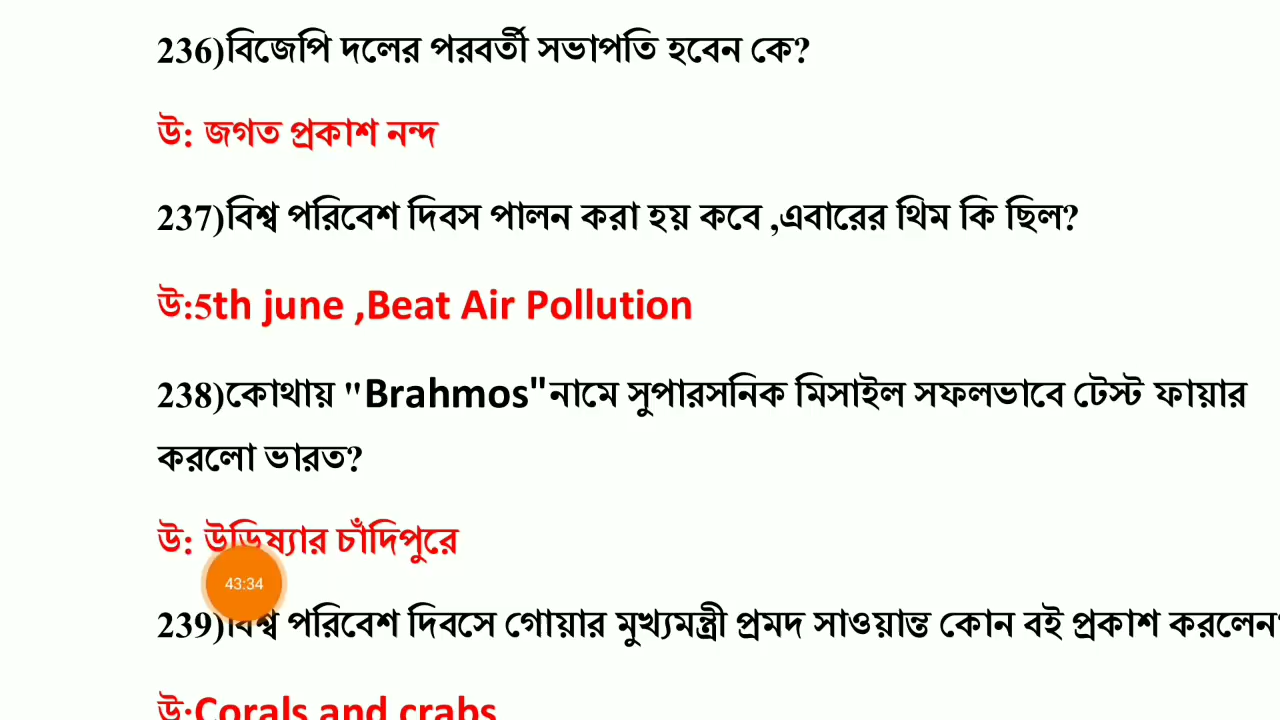 236)বিজেপি দলের পরবর্তী সভাপতি হবেন কে?
উ: জগত প্রকাশ নন্দ
237)বিশ্ব পরিবেশ দিবস পালন করা হয় কবে ,এবারের থিম কি ছিল?
উ:5th june ,Beat Air Pollution
238)কোথায় "Brahmos"নামে সুপারসনিক মিসাইল সফলভাবে টেস্ট ফায়ার
করলো ভারত?
উ: উড়িষ্যার চাঁদিপুরে
43:34
239)বিশ্ব পরিবেশ দিবসে গোয়ার মুখ্যমন্ত্রী প্রমদ সাওয়ান্ত কোন বই প্রকাশ করলেন?
উ:Corals and crabs